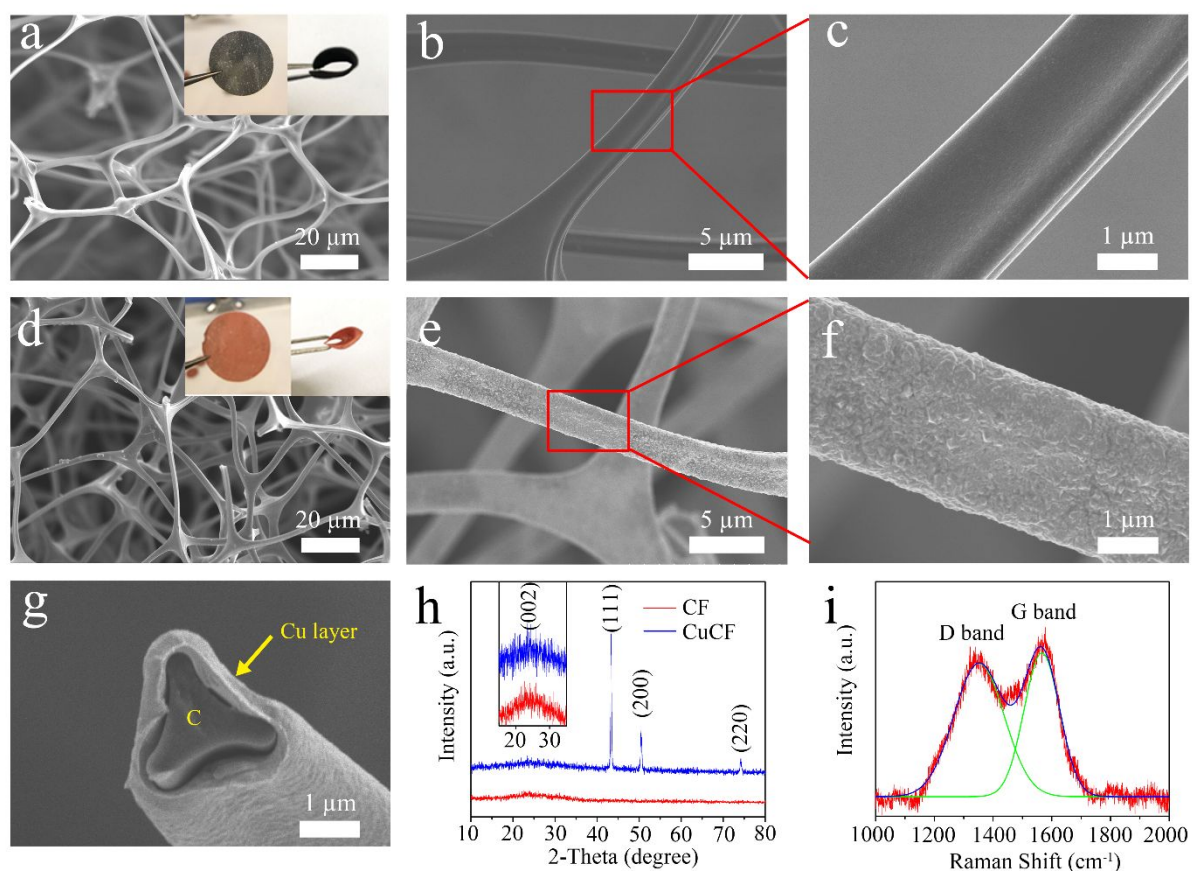 a
20 µm
b
5 µm
c
1 µm
d
20 µm
e
5 µm
f
1 µm
g
Cu layer
C
1 µm
h
Intensity (a.u.)
(002)
20 30
(111)
(200)
(220)
CF
CuCF
10 20 30 40 50 60 70 80
2-Theta (degree)
i
Intensity (a.u.)
D band
G band
1000 1200 1400 1600 1800 2000
Raman Shift (cm⁻¹)